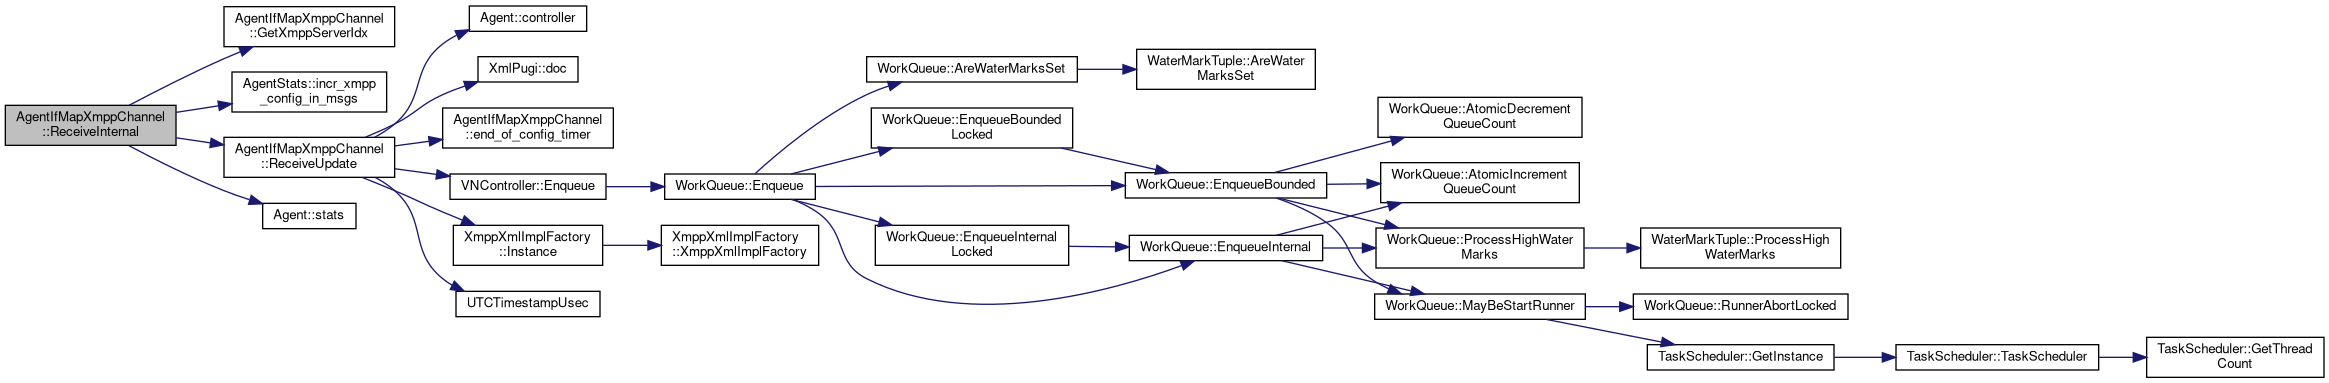 AgentIfMapXmppChannel
::ReceiveInternal
AgentIfMapXmppChannel
::GetXmppServerIdx
AgentStats::incr_xmpp
_config_in_msgs
AgentIfMapXmppChannel
::ReceiveUpdate
Agent::stats
Agent::controller
XmlPugi::doc
AgentIfMapXmppChannel
::end_of_config_timer
VNController::Enqueue
XmppXmlImplFactory
::Instance
UTCTimestampUsec
WorkQueue::Enqueue
XmppXmlImplFactory
::XmppXmlImplFactory
WorkQueue::AreWaterMarksSet
WorkQueue::EnqueueBounded
Locked
WorkQueue::EnqueueInternal
Locked
WaterMarkTuple::AreWater
MarksSet
WorkQueue::EnqueueBounded
WorkQueue::EnqueueInternal
WorkQueue::AtomicDecrement
QueueCount
WorkQueue::AtomicIncrement
QueueCount
WorkQueue::ProcessHighWater
Marks
WorkQueue::MayBeStartRunner
WaterMarkTuple::ProcessHigh
WaterMarks
WorkQueue::RunnerAbortLocked
TaskScheduler::GetInstance
TaskScheduler::TaskScheduler
TaskScheduler::GetThread
Count